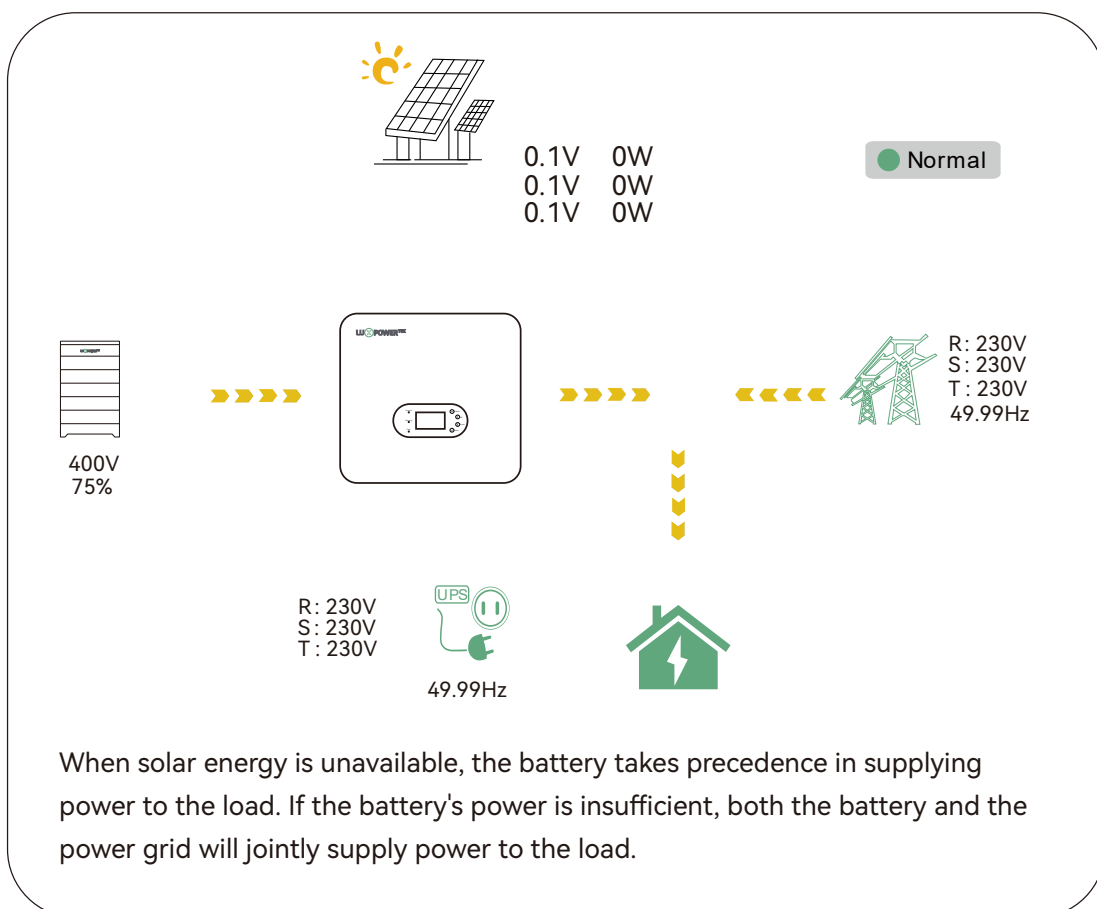 0.1V 0W
0.1V 0W
0.1V 0W
Normal
LUXPOWERTEK
R: 230V
S: 230V
T: 230V
49.99Hz
400V
75%
R: 230V
S: 230V
T: 230V
UPS
49.99Hz
When solar energy is unavailable, the battery takes precedence in supplying
power to the load. If the battery's power is insufficient, both the battery and the
power grid will jointly supply power to the load.